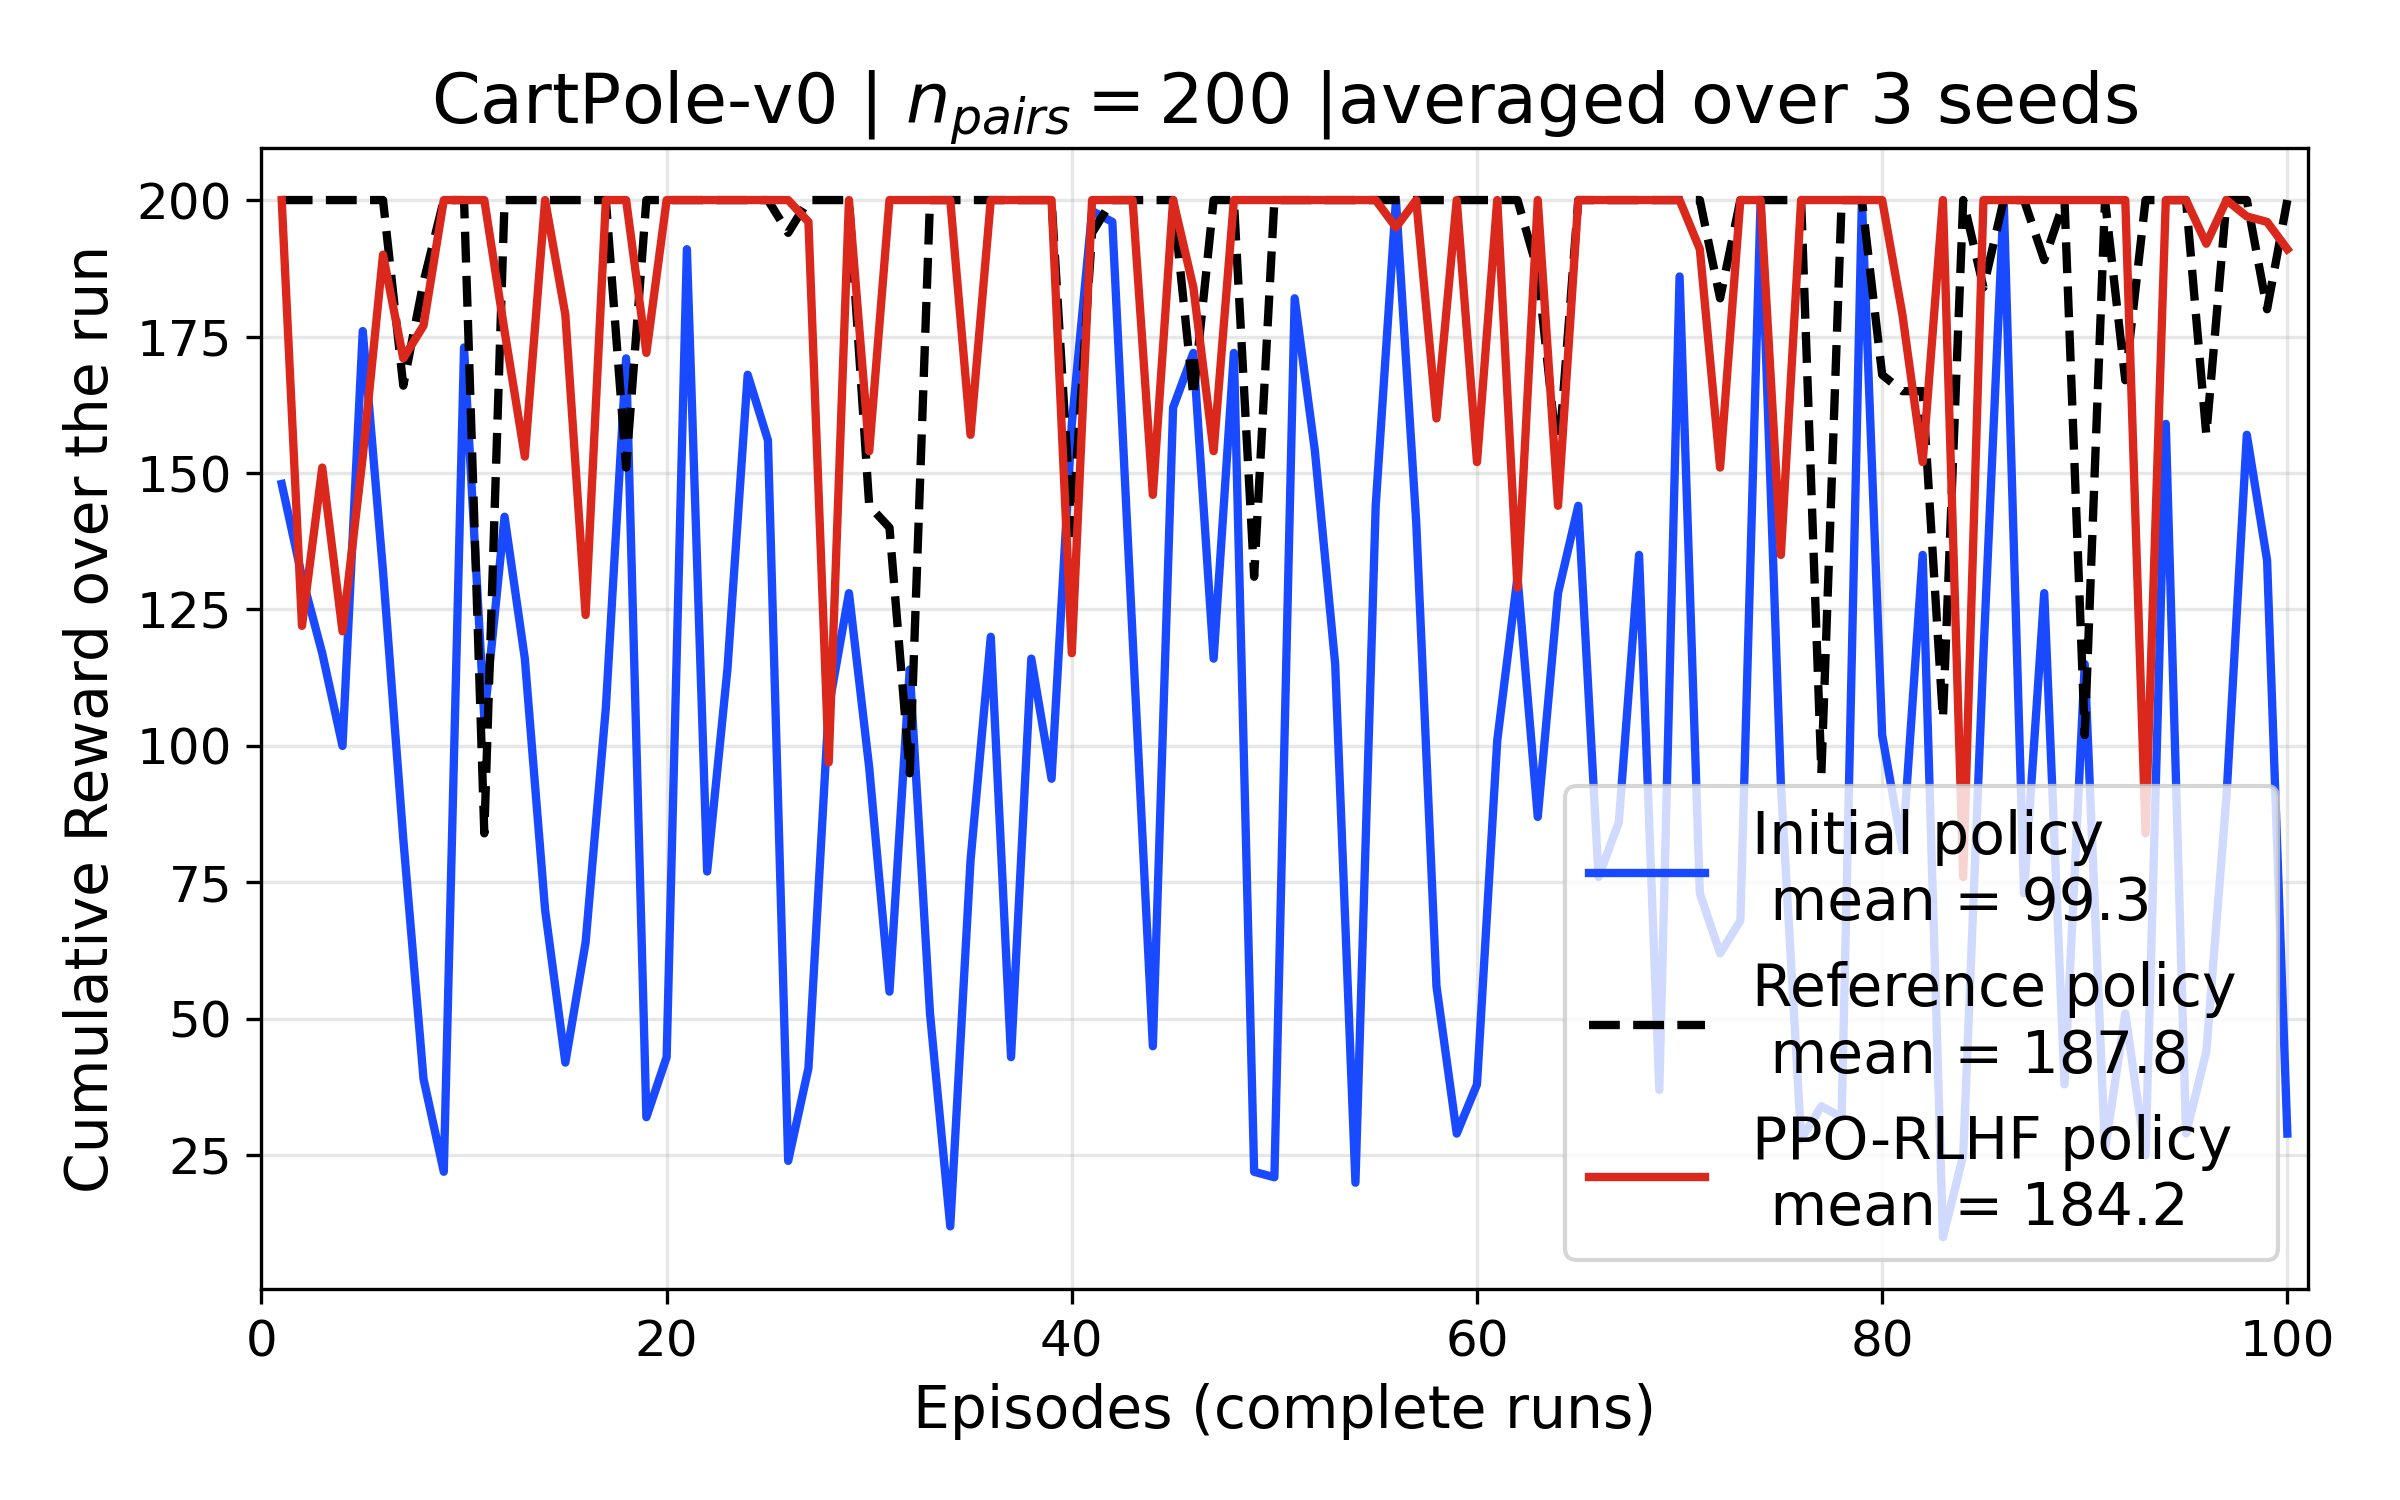 CartPole-v0 | n_pairs = 200 |averaged over 3 seeds
Cumulative Reward over the run
200
175
150
125
100
75
50
25
0
20
40
60
80
100
Episodes (complete runs)
Initial policy
mean = 99.3
Reference policy
mean = 187.8
PPO-RLHF policy
mean = 184.2